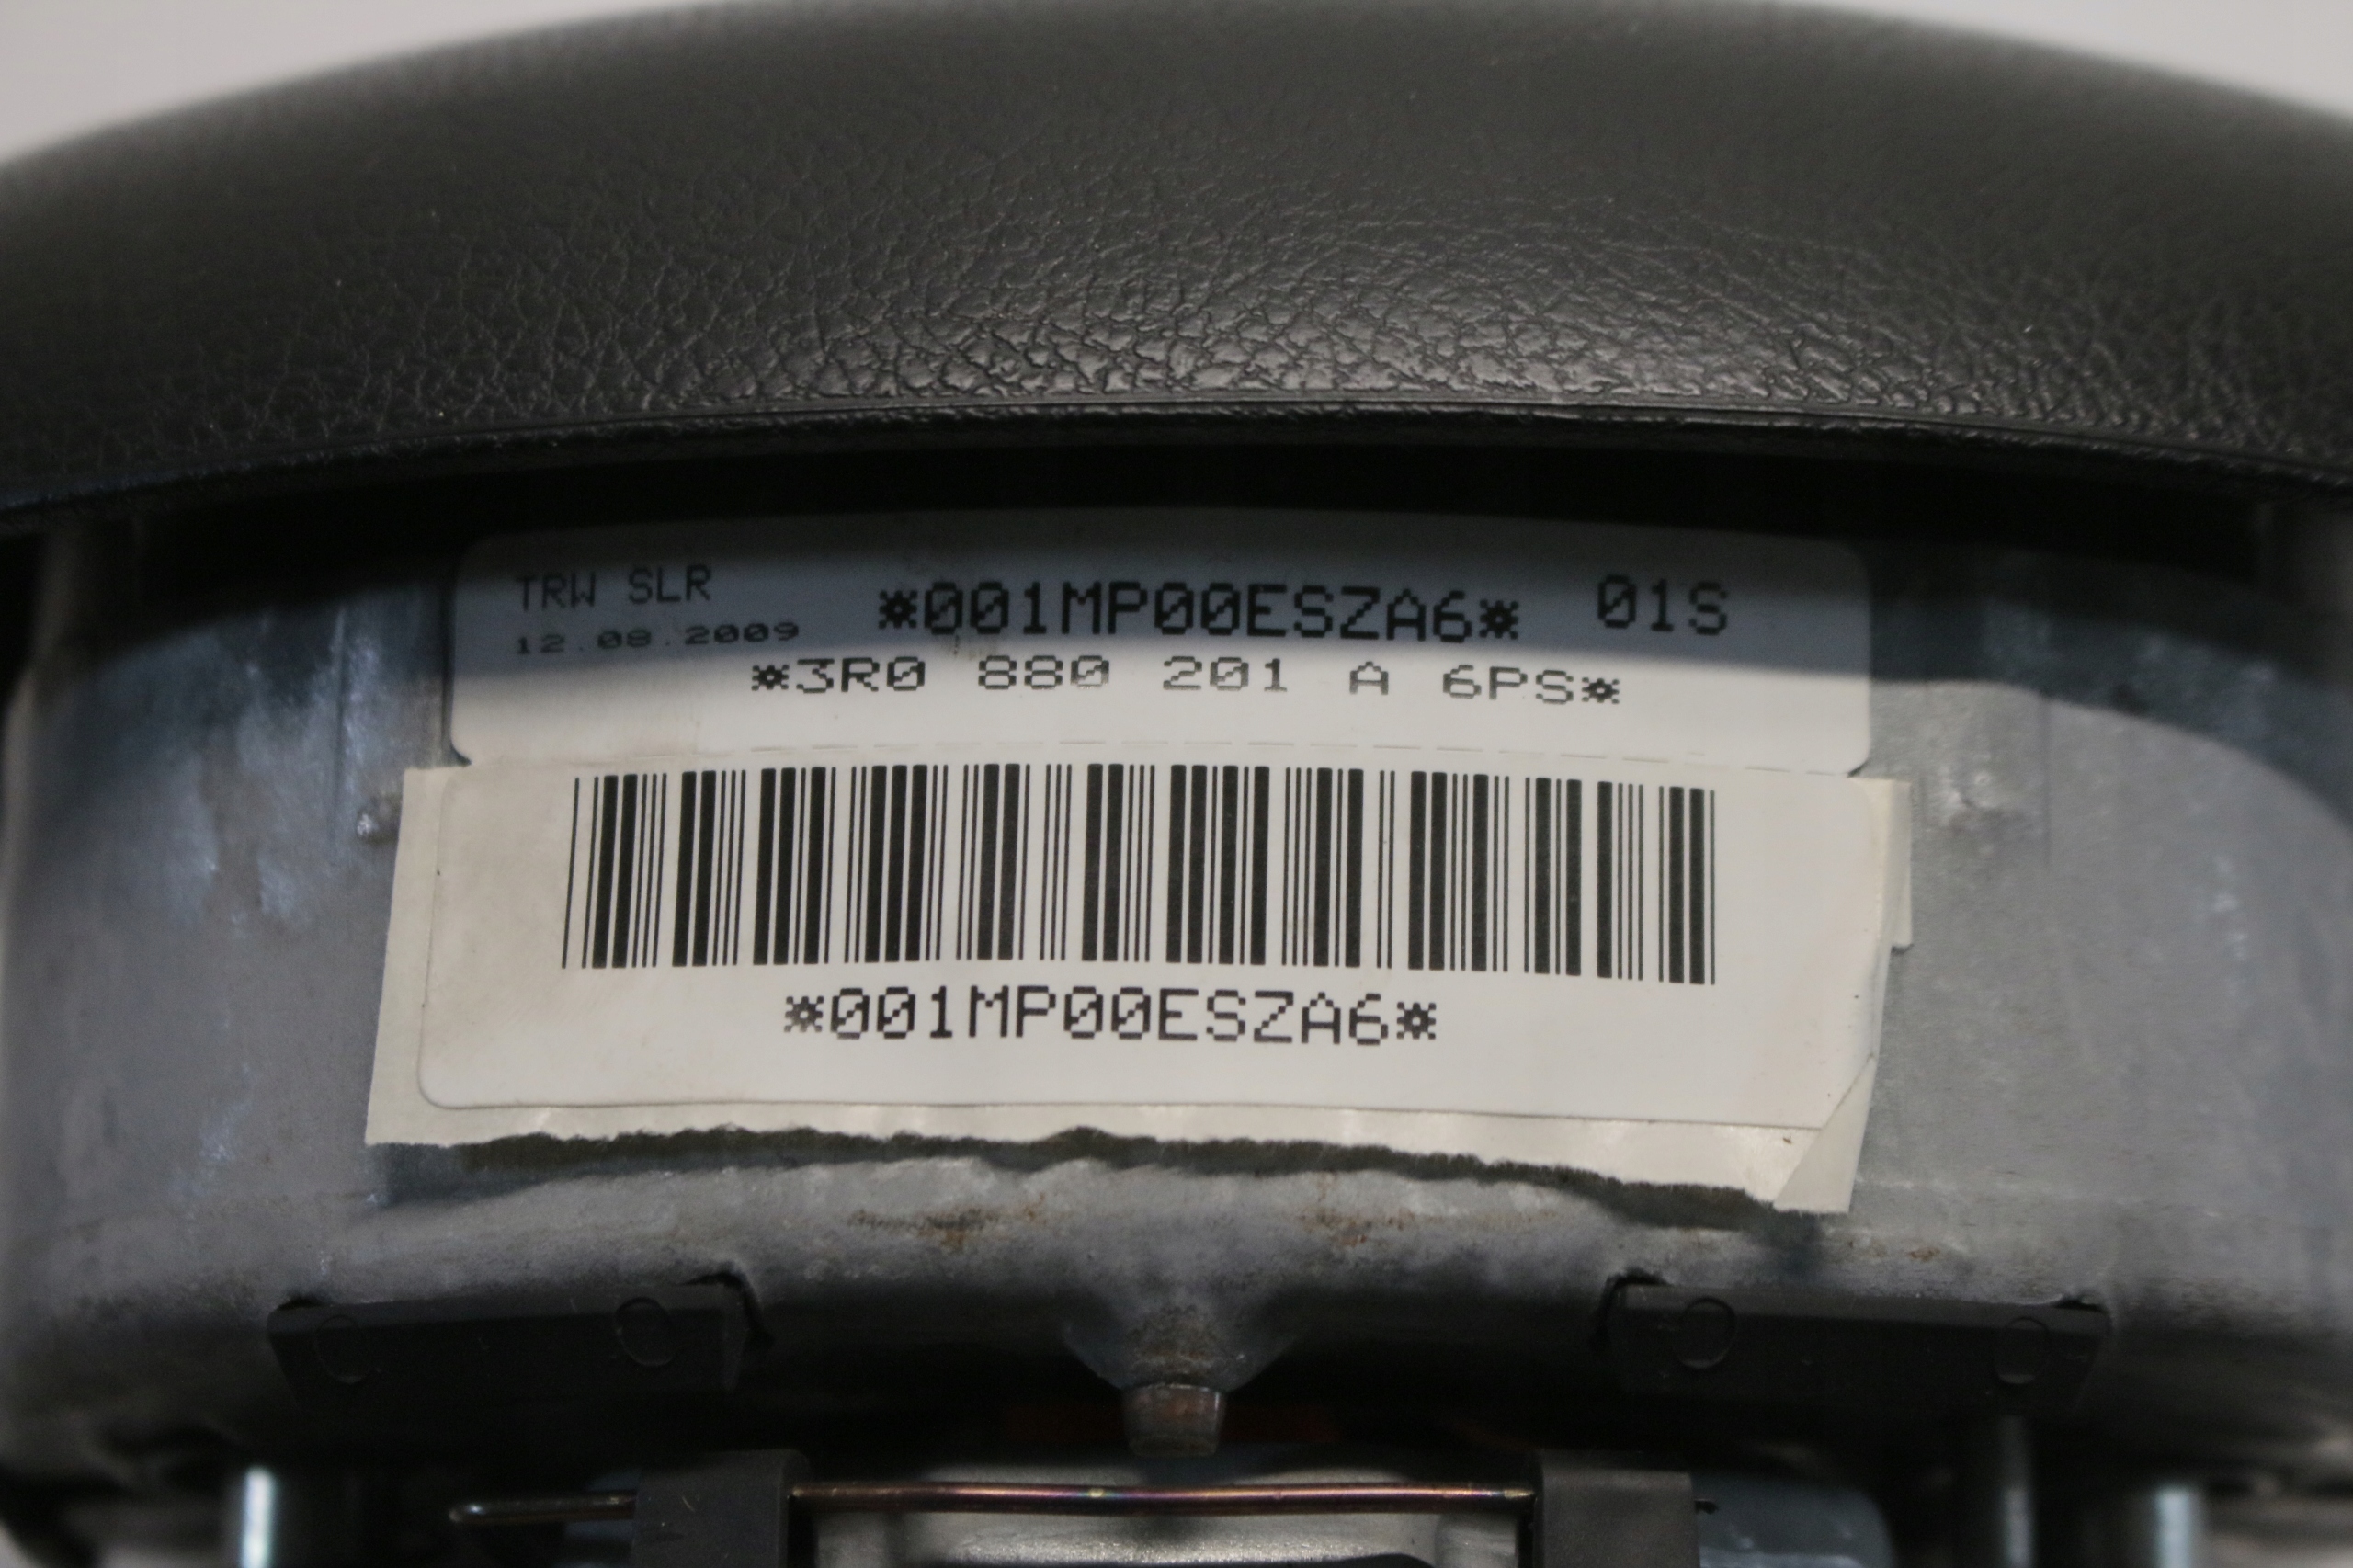 TRW SLR *001MP00ESZA6* 01S
12.08.2009
*3R0 880 201 A 6PS*
*001MP00ESZA6*